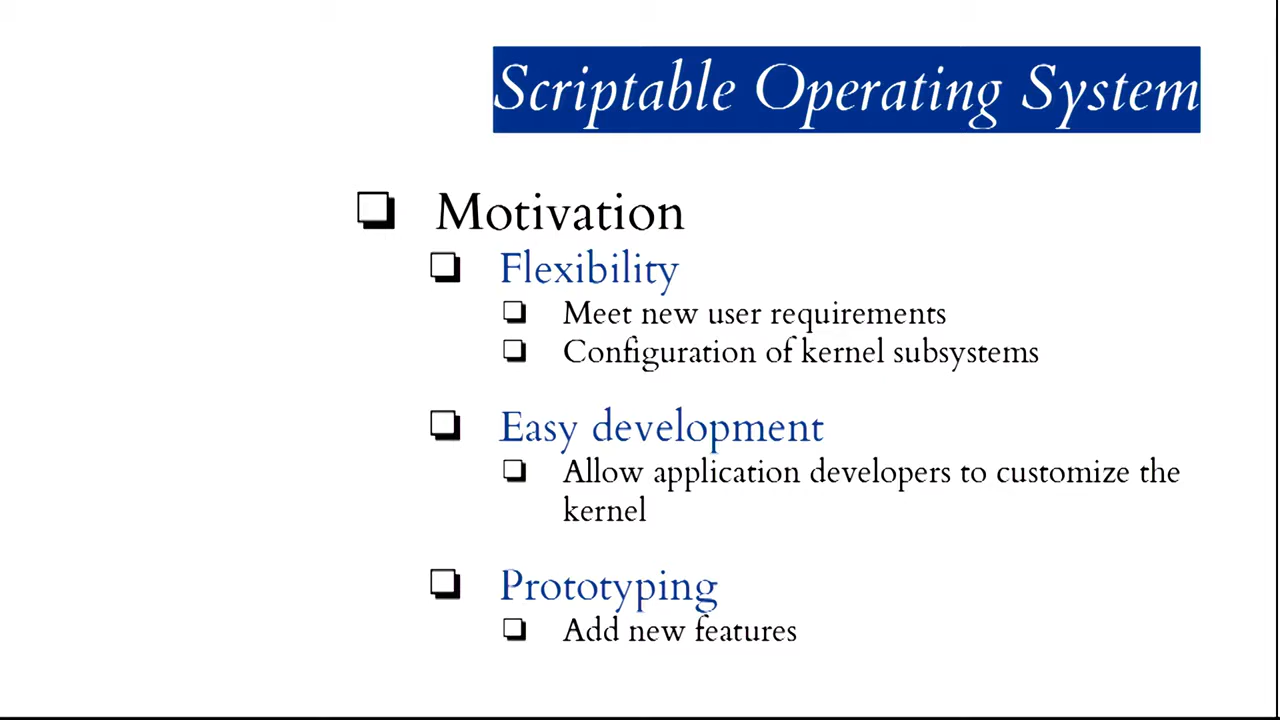 Scriptable Operating System
Motivation
Flexibility
Meet new user requirements
Configuration of kernel subsystems
Easy development
Allow application developers to customize the
kernel
Prototyping
Add new features